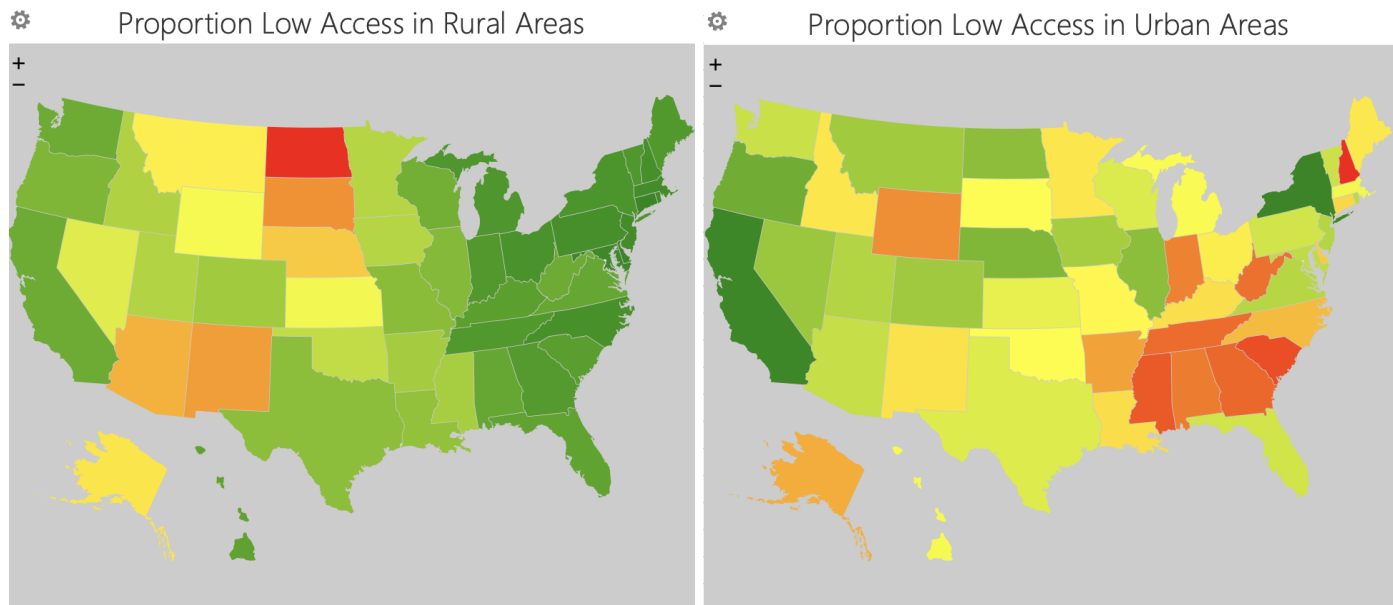 Proportion Low Access in Rural Areas
+
−
Proportion Low Access in Urban Areas
+
−